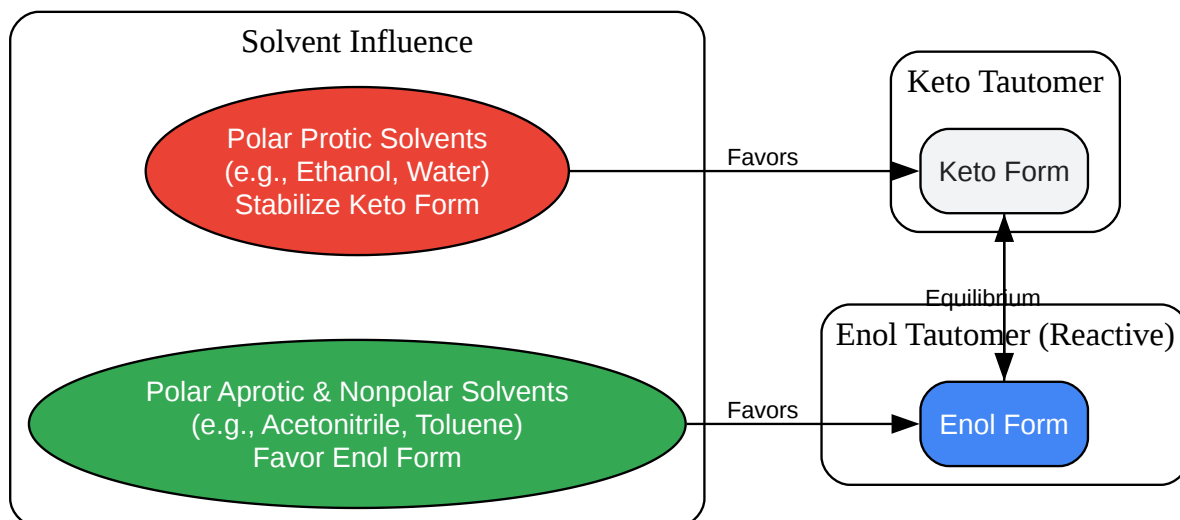 Solvent Influence
Polar Protic Solvents
(e.g., Ethanol, Water)
Stabilize Keto Form
Favors
Keto Tautomer
Keto Form
Equilibrium
Enol Tautomer (Reactive)
Polar Aprotic & Nonpolar Solvents
(e.g., Acetonitrile, Toluene)
Favor Enol Form
Favors
Enol Form